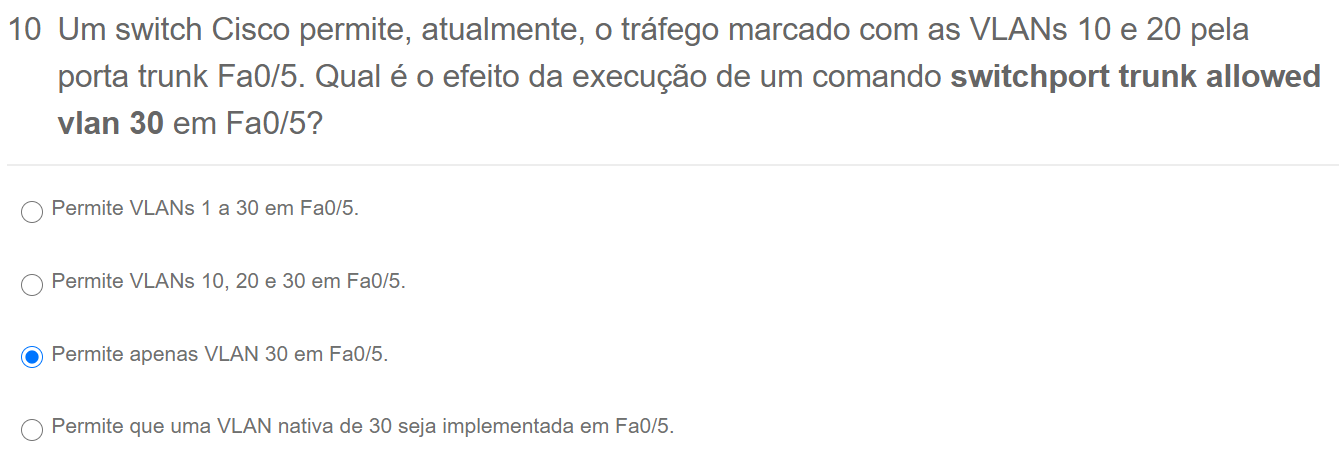 10 Um switch Cisco permite, atualmente, o tráfego marcado com as VLANs 10 e 20 pela
porta trunk Fa0/5. Qual é o efeito da execução de um comando switchport trunk allowed
vlan 30 em Fa0/5?
Permite VLANs 1 a 30 em Fa0/5.
Permite VLANs 10, 20 e 30 em Fa0/5.
Permite apenas VLAN 30 em Fa0/5.
Permite que uma VLAN nativa de 30 seja implementada em Fa0/5.